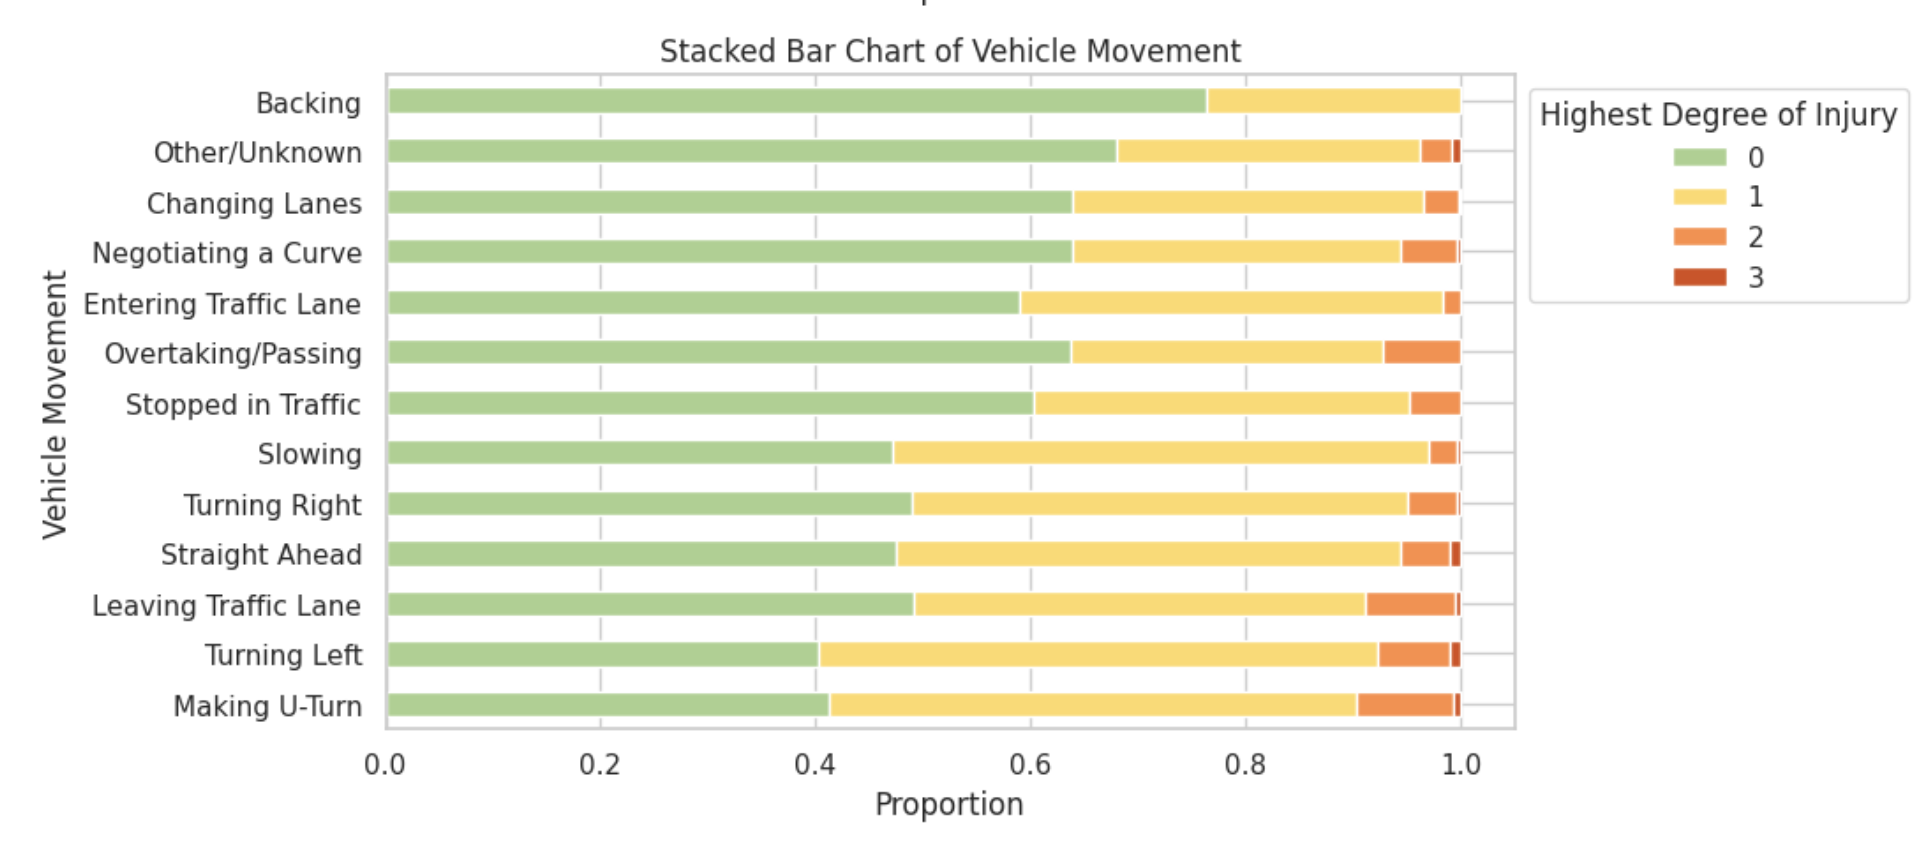 Stacked Bar Chart of Vehicle Movement
Vehicle Movement
Backing
Other/Unknown
Changing Lanes
Negotiating a Curve
Entering Traffic Lane
Overtaking/Passing
Stopped in Traffic
Slowing
Turning Right
Straight Ahead
Leaving Traffic Lane
Turning Left
Making U-Turn
0.0 0.2 0.4 0.6 0.8 1.0
Proportion
Highest Degree of Injury
0
1
2
3